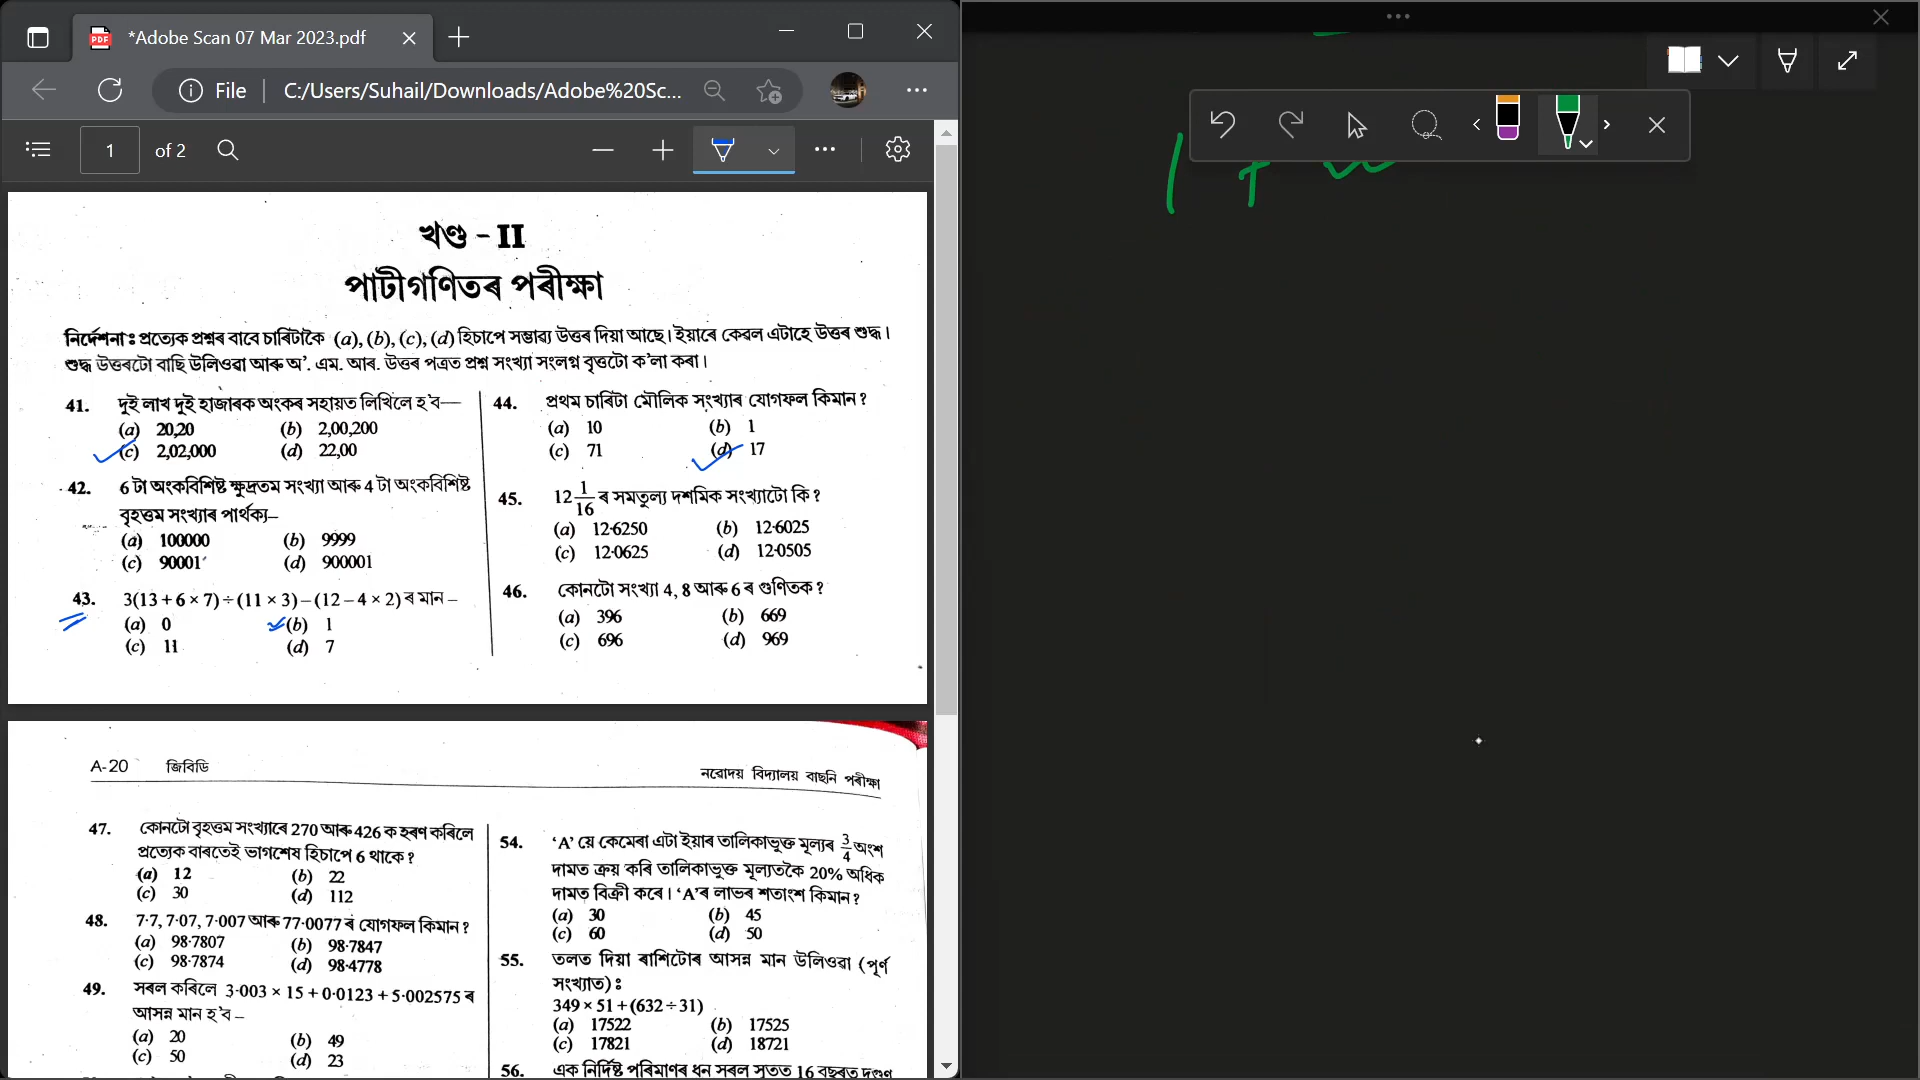 *Adobe Scan 07 Mar 2023.pdf
File C:/Users/Suhail/Downloads/Adobe%20Sc...
1 of 2
খণ্ড - II
পাটীগণিতৰ পৰীক্ষা
নিৰ্দেশনাঃ প্ৰত্যেক প্ৰশ্নৰ বাবে চাৰিটাকৈ (a), (b), (c), (d) হিচাপে সম্ভাব্য উত্তৰ দিয়া আছে। ইয়াৰে কেৱল এটাহে উত্তৰ শুদ্ধ।
শুদ্ধ উত্তৰটো বাছি উলিওৱা আৰু অ'. এম. আৰ. উত্তৰ পত্ৰত প্ৰশ্ন সংখ্যা সংলগ্ন বৃত্তটো ক'লা কৰা।
41. দুই লাখ দুই হাজাৰক অংকৰ সহায়ত লিখিলে হ'ব—
(a) 20,20 (b) 2,00,200
(c) 2,02,000 (d) 22,00
42. 6 টা অংকবিশিষ্ট ক্ষুদ্ৰতম সংখ্যা আৰু 4 টা অংকবিশিষ্ট
বৃহত্তম সংখ্যাৰ পাৰ্থক্য–
(a) 100000 (b) 9999
(c) 90001 (d) 900001
43. 3(13 + 6 × 7) ÷ (11 × 3) – (12 – 4 × 2) ৰ মান –
(a) 0 (b) 1
(c) 11 (d) 7
44. প্ৰথম চাৰিটা মৌলিক সংখ্যাৰ যোগফল কিমান?
(a) 10 (b) 1
(c) 71 (d) 17
45. 12 1/16 ৰ সমতুল্য দশমিক সংখ্যাটো কি?
(a) 12·6250 (b) 12·6025
(c) 12·0625 (d) 12·0505
46. কোনটো সংখ্যা 4, 8 আৰু 6 ৰ গুণিতক?
(a) 396 (b) 669
(c) 696 (d) 969
A-20 জিবিডি
নৱোদয় বিদ্যালয় বাছনি পৰীক্ষা
47. কোনটো বৃহত্তম সংখ্যাৰে 270 আৰু 426 ক হৰণ কৰিলে
প্ৰত্যেক বাৰতেই ভাগশেষ হিচাপে 6 থাকে?
(a) 12 (b) 22
(c) 30 (d) 112
48. 7·7, 7·07, 7·007 আৰু 77·0077 ৰ যোগফল কিমান?
(a) 98·7807 (b) 98·7847
(c) 98·7874 (d) 98·4778
49. সৰল কৰিলে 3·003 × 15 + 0·0123 + 5·002575 ৰ
আসন্ন মান হ'ব –
(a) 20 (b) 49
(c) 50 (d) 23
54. 'A' য়ে কেমেৰা এটা ইয়াৰ তালিকাভুক্ত মূল্যৰ 3/4 অংশ
দামত ক্ৰয় কৰি তালিকাভুক্ত মূল্যতকৈ 20% অধিক
দামত বিক্ৰী কৰে। 'A'ৰ লাভৰ শতাংশ কিমান?
(a) 30 (b) 45
(c) 60 (d) 50
55. তলত দিয়া ৰাশিটোৰ আসন্ন মান উলিওৱা (পূৰ্ণ
সংখ্যাত)ঃ
349 × 51 + (632 ÷ 31)
(a) 17522 (b) 17525
(c) 17821 (d) 18721
56. এক নিৰ্দিষ্ট পৰিমাণৰ ধন সৰল সুতত 16 বছৰত দুগুণ